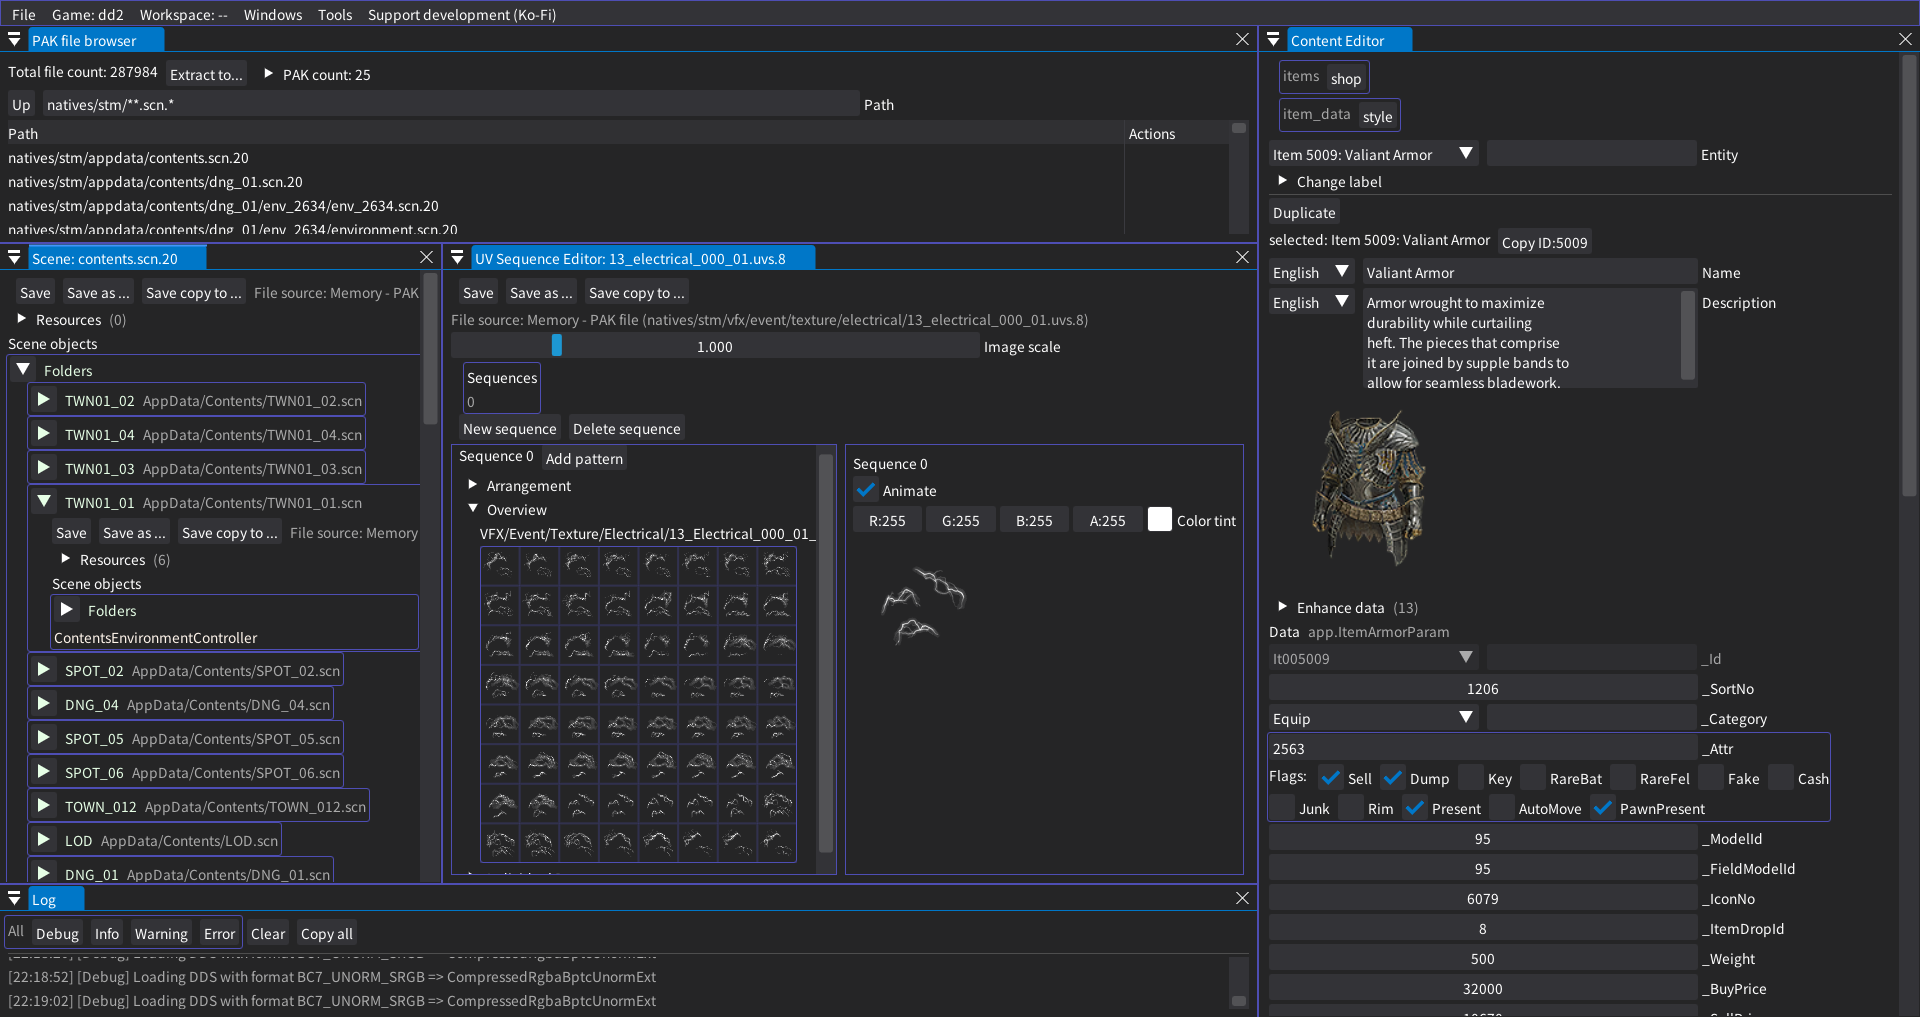 File Game: dd2 Workspace: -- Windows Tools Support development (Ko-Fi)
PAK file browser
Total file count: 287984 Extract to... PAK count: 25
Up natives/stm/**.scn.* Path
Path Actions
natives/stm/appdata/contents.scn.20
natives/stm/appdata/contents/dng_01.scn.20
natives/stm/appdata/contents/dng_01/env_2634/env_2634.scn.20
natives/stm/appdata/contents/dng_01/env_2634/environment.scn.20
Scene: contents.scn.20
Save Save as ... Save copy to ... File source: Memory - PAK
Resources (0)
Scene objects
Folders
TWN01_02 AppData/Contents/TWN01_02.scn
TWN01_04 AppData/Contents/TWN01_04.scn
TWN01_03 AppData/Contents/TWN01_03.scn
TWN01_01 AppData/Contents/TWN01_01.scn
Save Save as ... Save copy to ... File source: Memory
Resources (6)
Scene objects
Folders
ContentsEnvironmentController
SPOT_02 AppData/Contents/SPOT_02.scn
DNG_04 AppData/Contents/DNG_04.scn
SPOT_05 AppData/Contents/SPOT_05.scn
SPOT_06 AppData/Contents/SPOT_06.scn
TOWN_012 AppData/Contents/TOWN_012.scn
LOD AppData/Contents/LOD.scn
DNG_01 AppData/Contents/DNG_01.scn
UV Sequence Editor: 13_electrical_000_01.uvs.8
Save Save as ... Save copy to ...
File source: Memory - PAK file (natives/stm/vfx/event/texture/electrical/13_electrical_000_01.uvs.8)
1.000 Image scale
Sequences
0
New sequence Delete sequence
Sequence 0 Add pattern
Arrangement
Overview
VFX/Event/Texture/Electrical/13_Electrical_000_01_
Sequence 0
Animate
R:255 G:255 B:255 A:255 Color tint
Log
All Debug Info Warning Error Clear Copy all
[22:18:52] [Debug] Loading DDS with format BC7_UNORM_SRGB => CompressedRgbaBptcUnormExt
[22:19:02] [Debug] Loading DDS with format BC7_UNORM_SRGB => CompressedRgbaBptcUnormExt
Content Editor
items shop
item_data style
Item 5009: Valiant Armor Entity
Change label
Duplicate
selected: Item 5009: Valiant Armor Copy ID:5009
English Valiant Armor Name
English Armor wrought to maximize Description
durability while curtailing
heft. The pieces that comprise
it are joined by supple bands to
allow for seamless bladework.
Enhance data (13)
Data app.ItemArmorParam
It005009 _Id
1206 _SortNo
Equip _Category
2563 _Attr
Flags: Sell Dump Key RareBat RareFel Fake Cash
Junk Rim Present AutoMove PawnPresent
95 _ModelId
95 _FieldModelId
6079 _IconNo
8 _ItemDropId
500 _Weight
32000 _BuyPrice